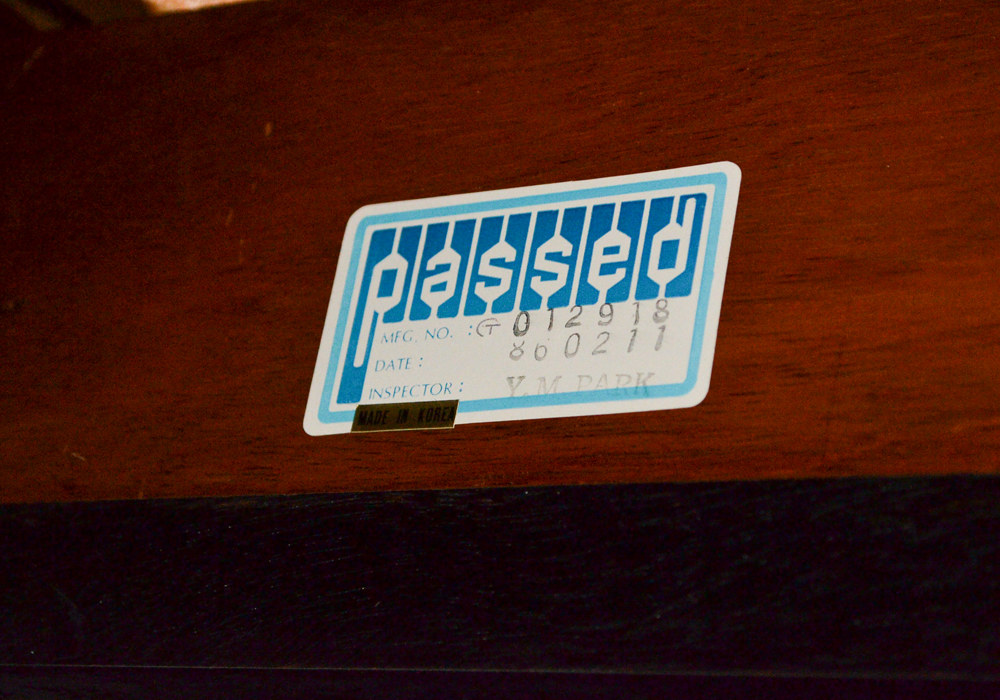 passed
MFG. NO. : G 012918
DATE : 860211
INSPECTOR : Y. M. PARK
MADE IN KOREA